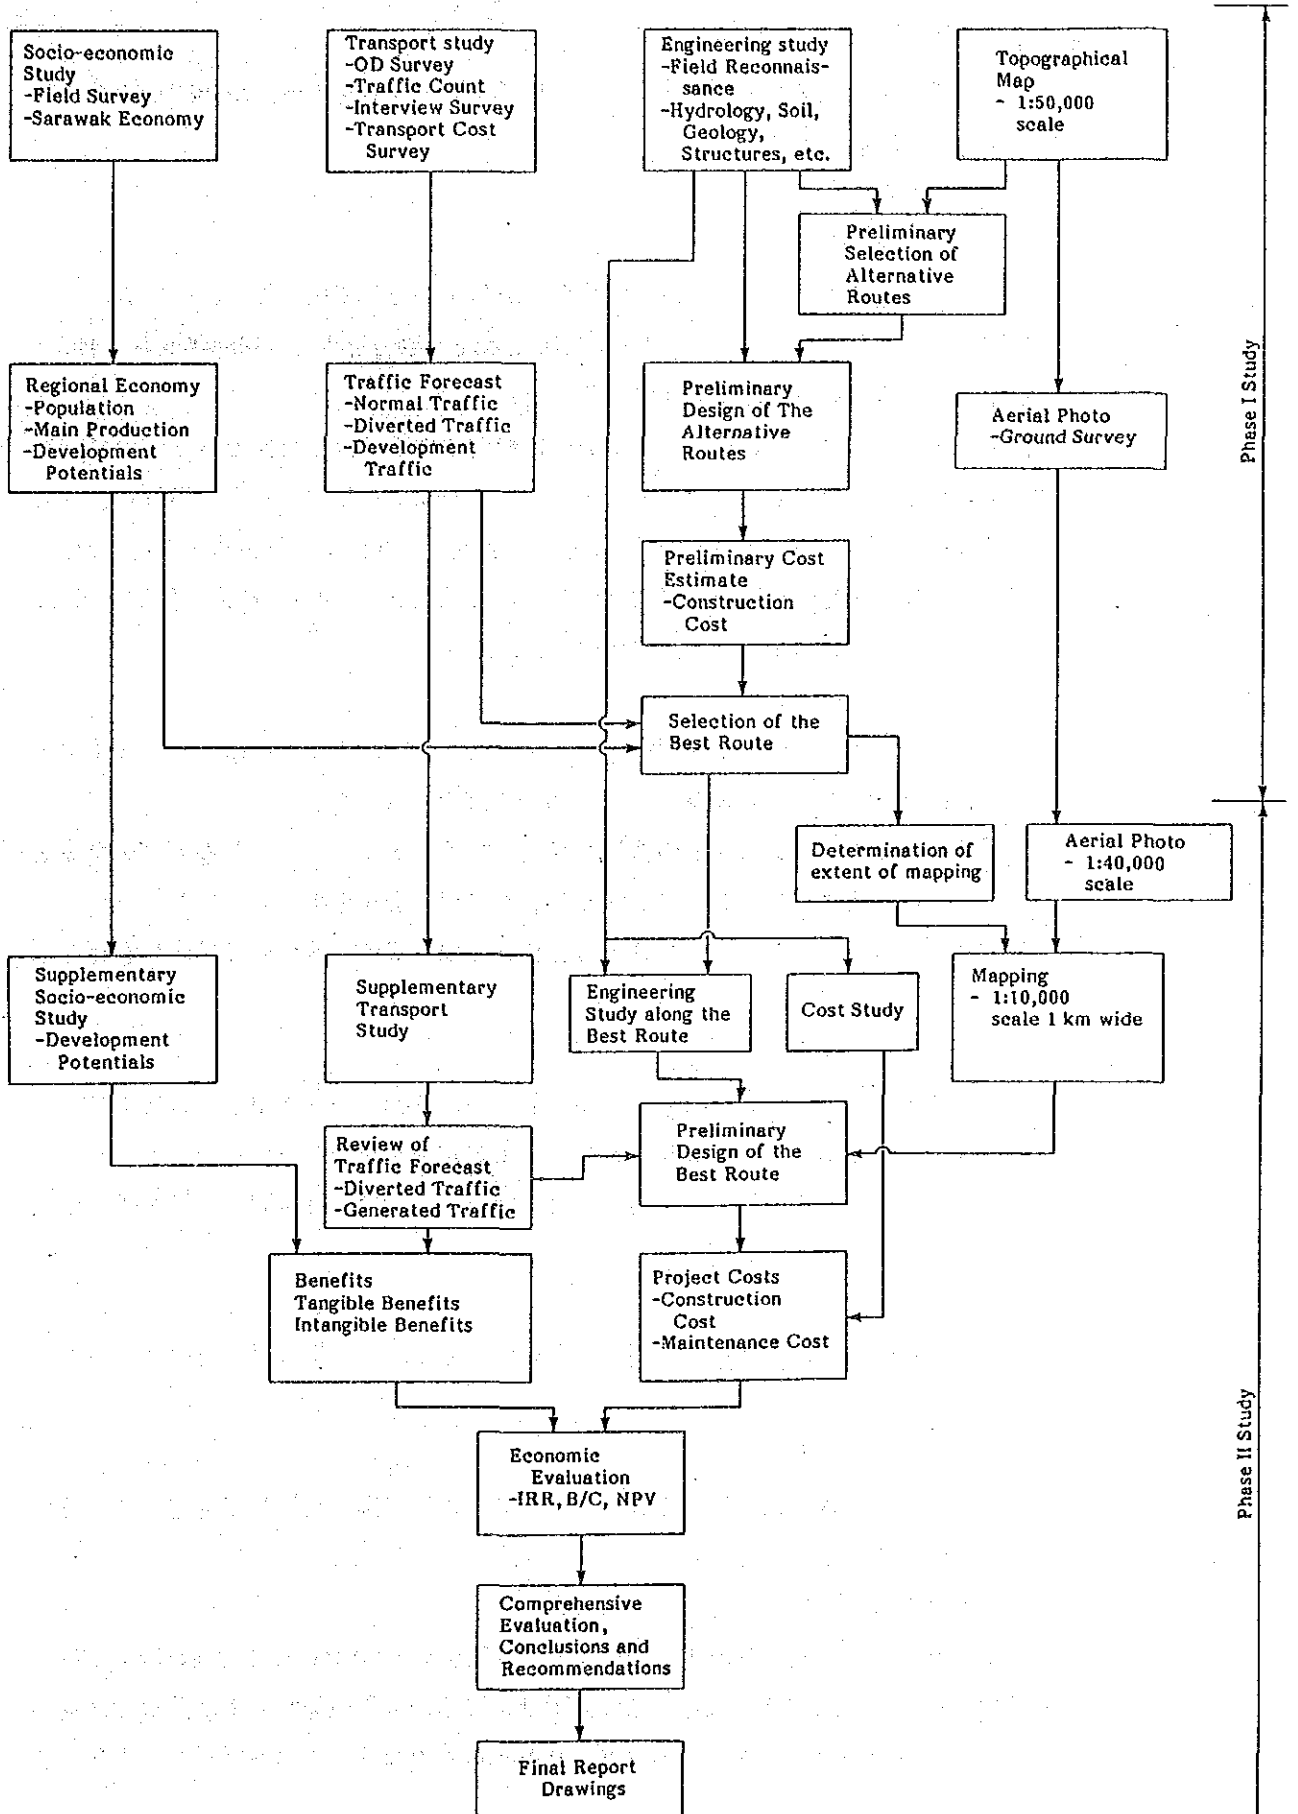 Socio-economic
Study
-Field Survey
-Sarawak Economy
Transport study
-OD Survey
-Traffic Count
-Interview Survey
-Transport Cost
Survey
Engineering study
-Field Reconnais-
sance
-Hydrology, Soil,
Geology,
Structures, etc.
Topographical
Map
- 1:50,000
scale
Preliminary
Selection of
Alternative
Routes
Regional Economy
-Population
-Main Production
-Development
Potentials
Traffic Forecast
-Normal Traffic
-Diverted Traffic
-Development
Traffic
Preliminary
Design of The
Alternative
Routes
Aerial Photo
-Ground Survey
Phase I Study
Preliminary Cost
Estimate
-Construction
Cost
Selection of the
Best Route
Determination of
extent of mapping
Aerial Photo
- 1:40,000
scale
Supplementary
Socio-economic
Study
-Development
Potentials
Supplementary
Transport
Study
Engineering
Study along the
Best Route
Cost Study
Mapping
- 1:10,000
scale 1 km wide
Review of
Traffic Forecast
-Diverted Traffic
-Generated Traffic
Preliminary
Design of the
Best Route
Benefits
Tangible Benefits
Intangible Benefits
Project Costs
-Construction
Cost
-Maintenance Cost
Phase II Study
Economic
Evaluation
-IRR, B/C, NPV
Comprehensive
Evaluation,
Conclusions and
Recommendations
Final Report
Drawings